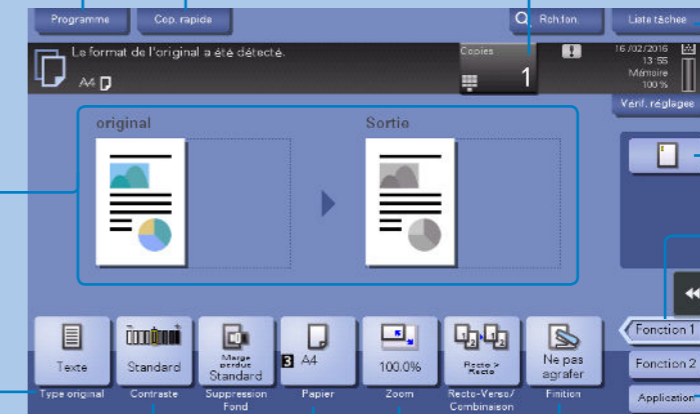 Programme
Cop. rapide
Rch.fon.
Liste tâches
Le format de l'original a été détecté.
A4
Copies
1
!
16/02/2016
13:55
Mémoire
100 %
Vérif. réglages
original
Sortie
Texte
Standard
Marge
perdue
Standard
3 A4
100.0%
Recto >
Recto
Ne pas
agrafer
Type original
Contraste
Suppression
Fond
Papier
Zoom
Recto-Verso/
Combinaison
Finition
Fonction 1
Fonction 2
Application